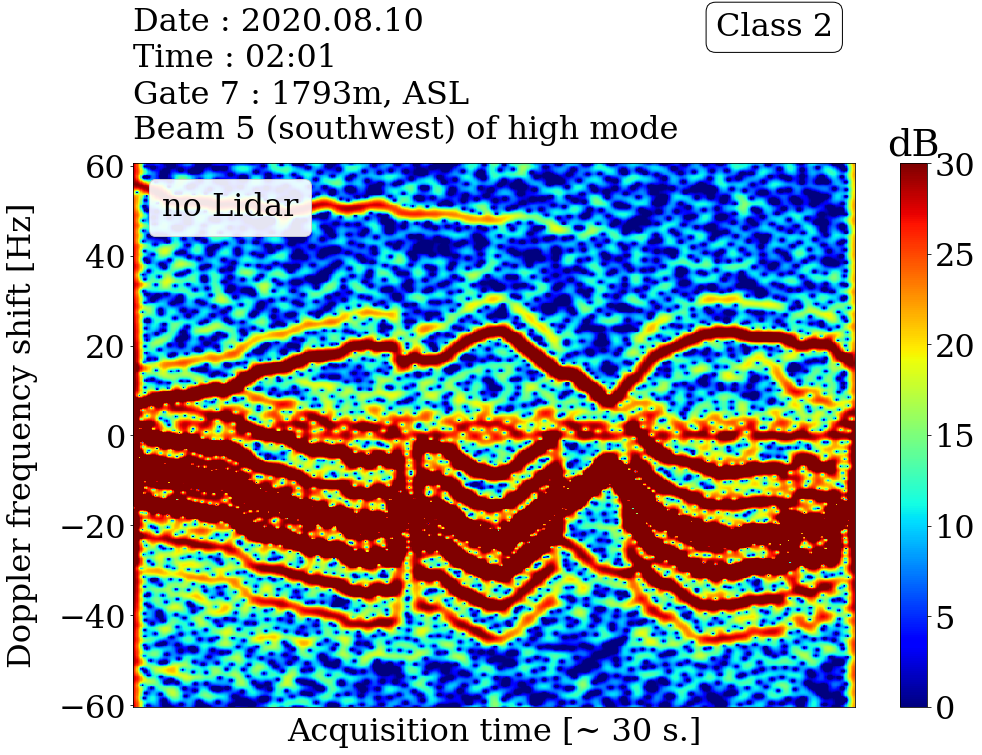 Date : 2020.08.10
Time : 02:01
Gate 7 : 1793m, ASL
Beam 5 (southwest) of high mode
Class 2
dB
no Lidar
Doppler frequency shift [Hz]
60
40
20
0
−20
−40
−60
30
25
20
15
10
5
0
Acquisition time [~ 30 s.]